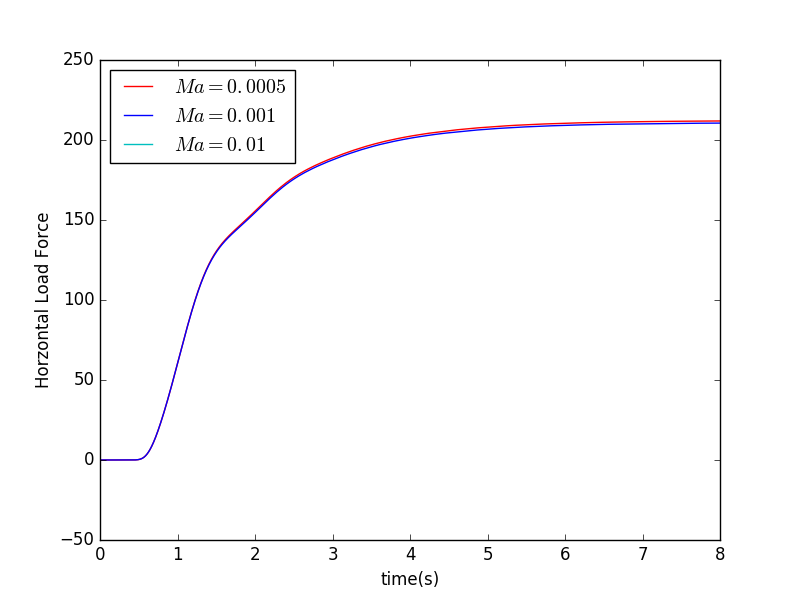 250
200
150
100
50
0
−50
Horzontal Load Force
Ma = 0.0005
Ma = 0.001
Ma = 0.01
0 1 2 3 4 5 6 7 8
time(s)